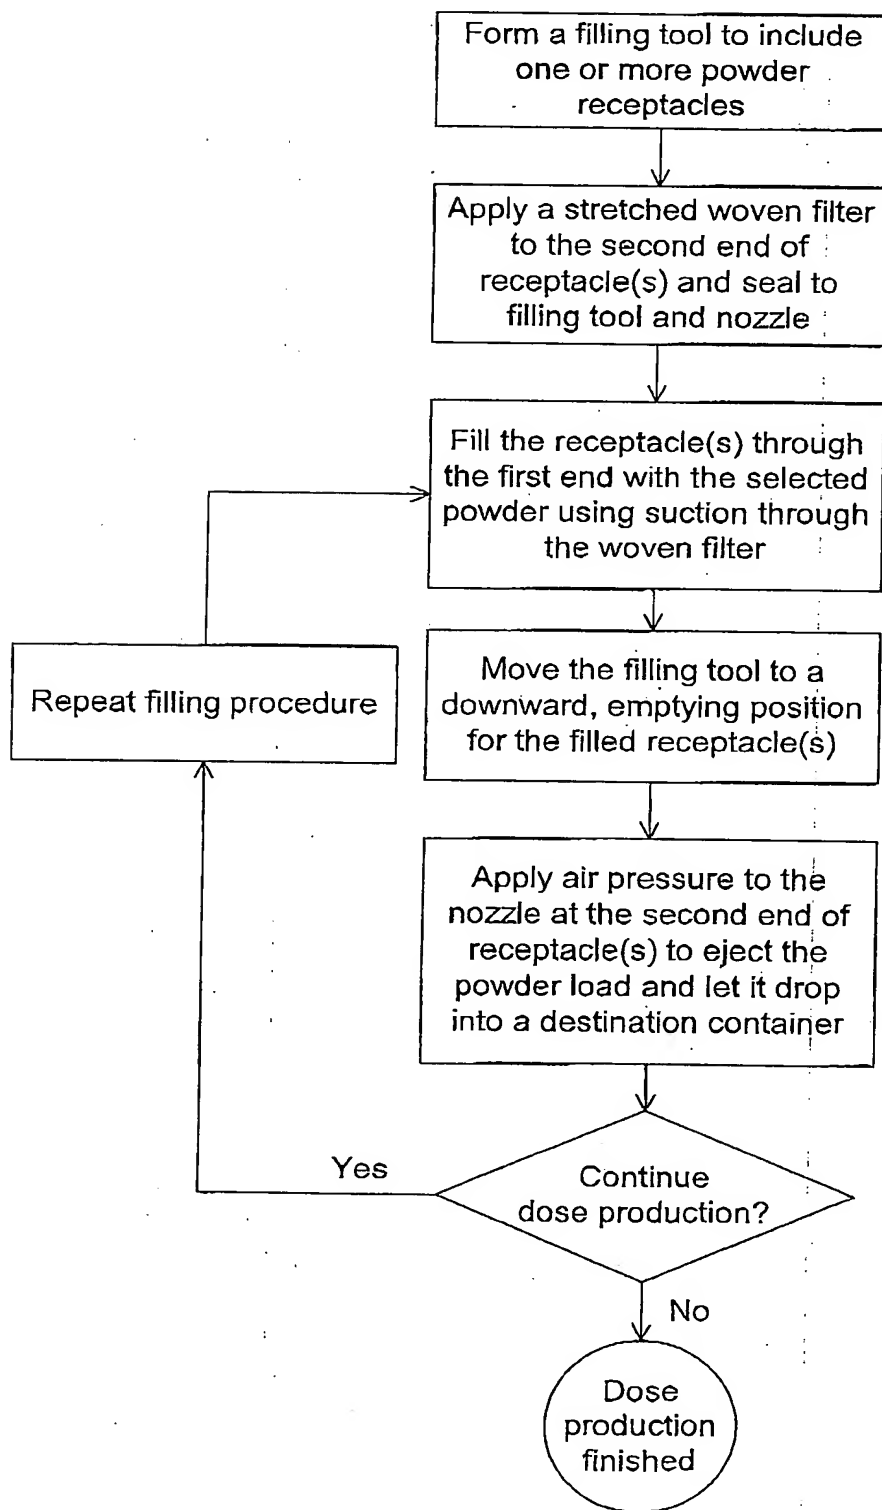 Form a filling tool to include
one or more powder
receptacles
Apply a stretched woven filter
to the second end of
receptacle(s) and seal to
filling tool and nozzle
Fill the receptacle(s) through
the first end with the selected
powder using suction through
the woven filter
Repeat filling procedure
Move the filling tool to a
downward, emptying position
for the filled receptacle(s)
Apply air pressure to the
nozzle at the second end of
receptacle(s) to eject the
powder load and let it drop
into a destination container
Yes
Continue
dose production?
No
Dose
production
finished